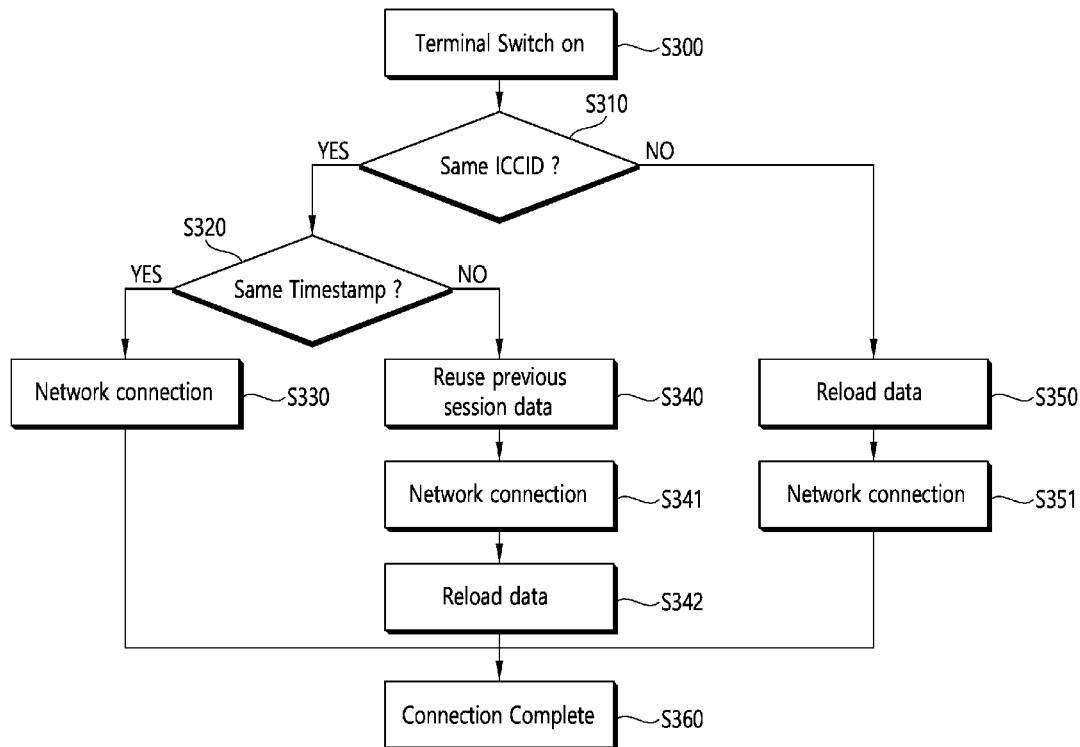 Terminal Switch on
S300
S310
YES
Same ICCID ?
NO
S320
YES
Same Timestamp ?
NO
Network connection
S330
Reuse previous
session data
S340
Reload data
S350
Network connection
S341
Network connection
S351
Reload data
S342
Connection Complete
S360